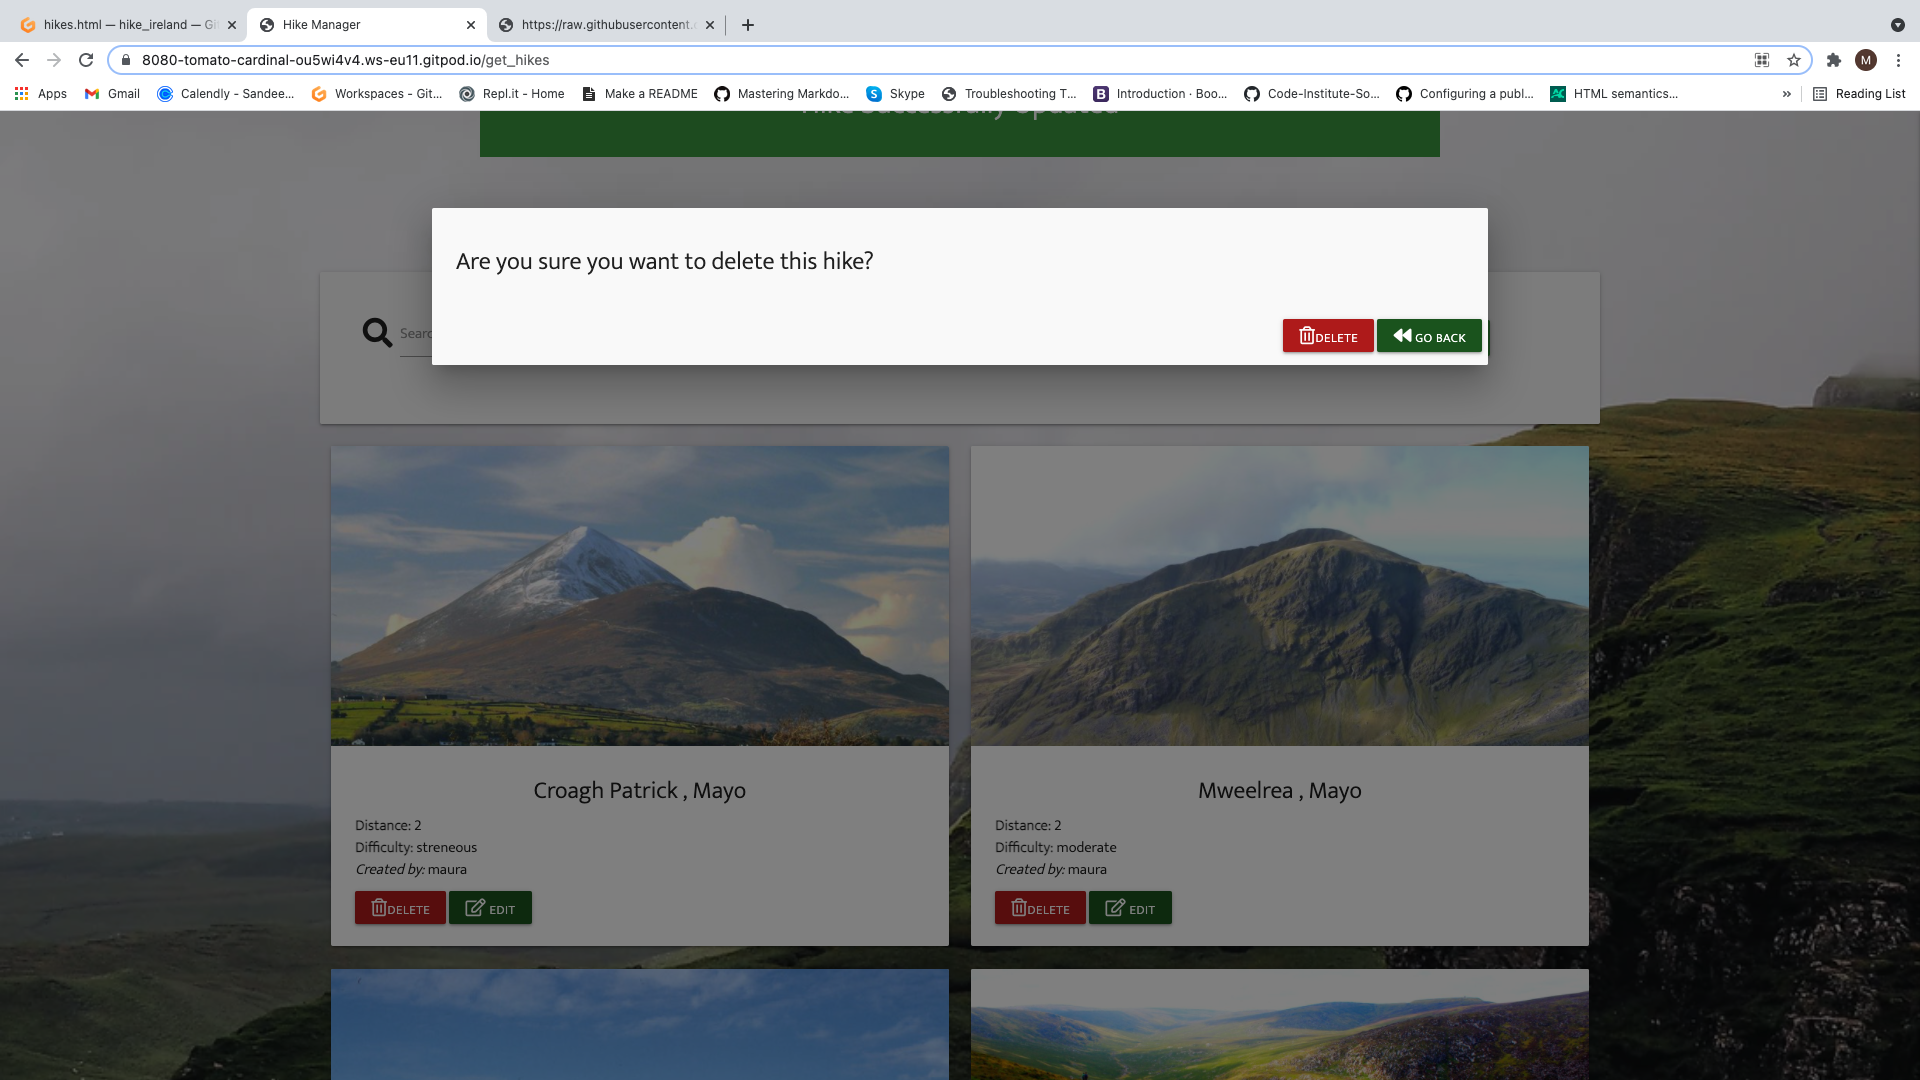 hikes.html — hike_ireland — Gi
Hike Manager
https://raw.githubusercontent.c
8080-tomato-cardinal-ou5wi4v4.ws-eu11.gitpod.io/get_hikes
M
Apps
Gmail
Calendly - Sandee...
Workspaces - Git...
Repl.it - Home
Make a README
Mastering Markdo...
Skype
Troubleshooting T...
Introduction · Boo...
Code-Institute-So...
Configuring a publ...
HTML semantics...
»
Reading List
Hike Successfully Updated
Are you sure you want to delete this hike?
Searc
DELETE
GO BACK
Croagh Patrick , Mayo
Distance: 2
Difficulty: streneous
Created by: maura
DELETE
EDIT
Mweelrea , Mayo
Distance: 2
Difficulty: moderate
Created by: maura
DELETE
EDIT